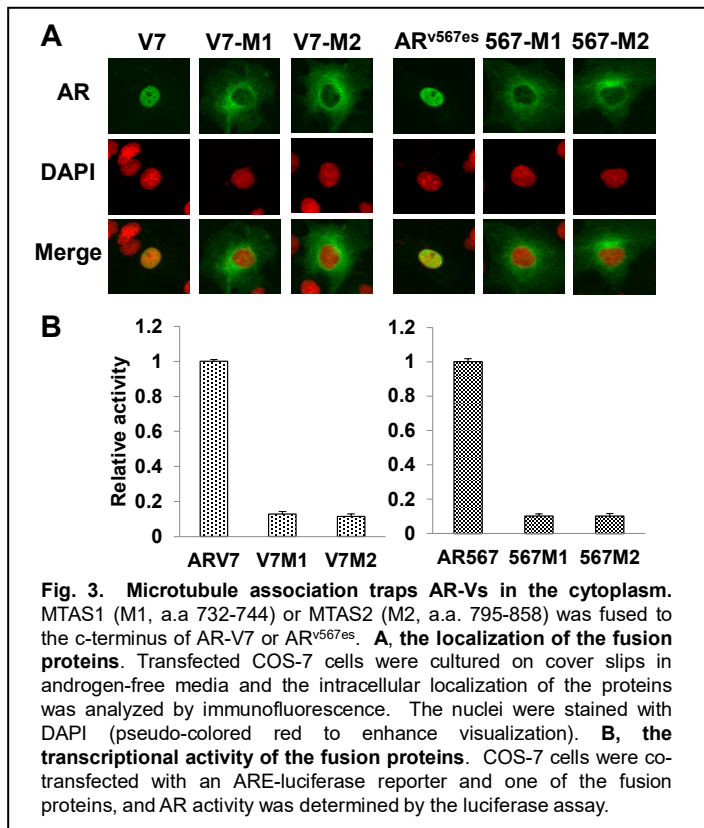 A
V7 V7-M1 V7-M2 ARv567es 567-M1 567-M2
AR
DAPI
Merge
B
Relative activity
1.2
1
0.8
0.6
0.4
0.2
0
ARV7 V7M1 V7M2
1.2
1
0.8
0.6
0.4
0.2
0
AR567 567M1 567M2
Fig. 3. Microtubule association traps AR-Vs in the cytoplasm.
MTAS1 (M1, a.a 732-744) or MTAS2 (M2, a.a. 795-858) was fused to
the c-terminus of AR-V7 or ARv567es. A, the localization of the fusion
proteins. Transfected COS-7 cells were cultured on cover slips in
androgen-free media and the intracellular localization of the proteins
was analyzed by immunofluorescence. The nuclei were stained with
DAPI (pseudo-colored red to enhance visualization). B, the
transcriptional activity of the fusion proteins. COS-7 cells were co-
transfected with an ARE-luciferase reporter and one of the fusion
proteins, and AR activity was determined by the luciferase assay.